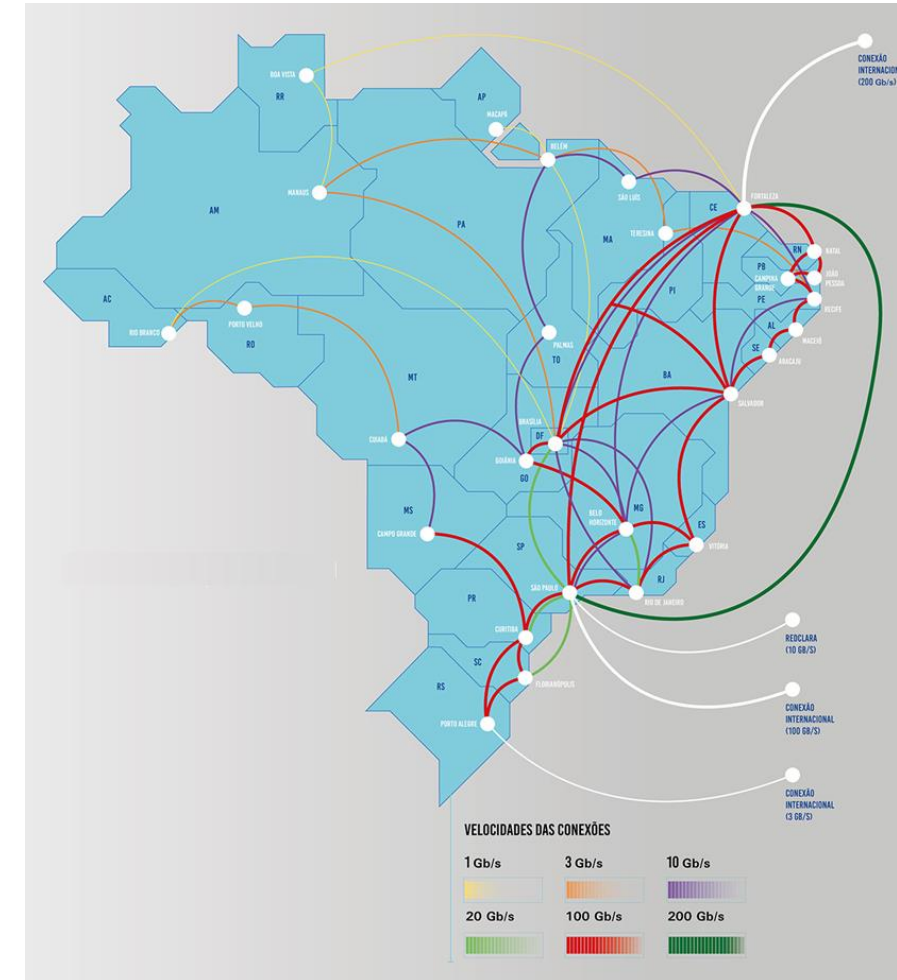 CONEXÃO
INTERNACIONAL
(200 Gb/s)
BOA VISTA
RR
AP
MACAPÁ
BELÉM
MANAUS
SÃO LUÍS
FORTALEZA
AM
PA
MA
CE
TERESINA
RN
NATAL
PB
CAMPINA
GRANDE
JOÃO
PESSOA
PI
PE
RECIFE
AC
RIO BRANCO
PORTO VELHO
RO
PALMAS
TO
AL
MACEIÓ
SE
ARACAJU
MT
BA
SALVADOR
BRASÍLIA
DF
CUIABÁ
GOIÂNIA
GO
MS
CAMPO GRANDE
BELO
HORIZONTE
MG
ES
VITÓRIA
SP
RJ
SÃO PAULO
RIO DE JANEIRO
PR
CURITIBA
REDCLARA
(10 GB/S)
SC
FLORIANÓPOLIS
RS
PORTO ALEGRE
CONEXÃO
INTERNACIONAL
(100 GB/S)
CONEXÃO
INTERNACIONAL
(3 GB/S)
VELOCIDADES DAS CONEXÕES
1 Gb/s 3 Gb/s 10 Gb/s
20 Gb/s 100 Gb/s 200 Gb/s